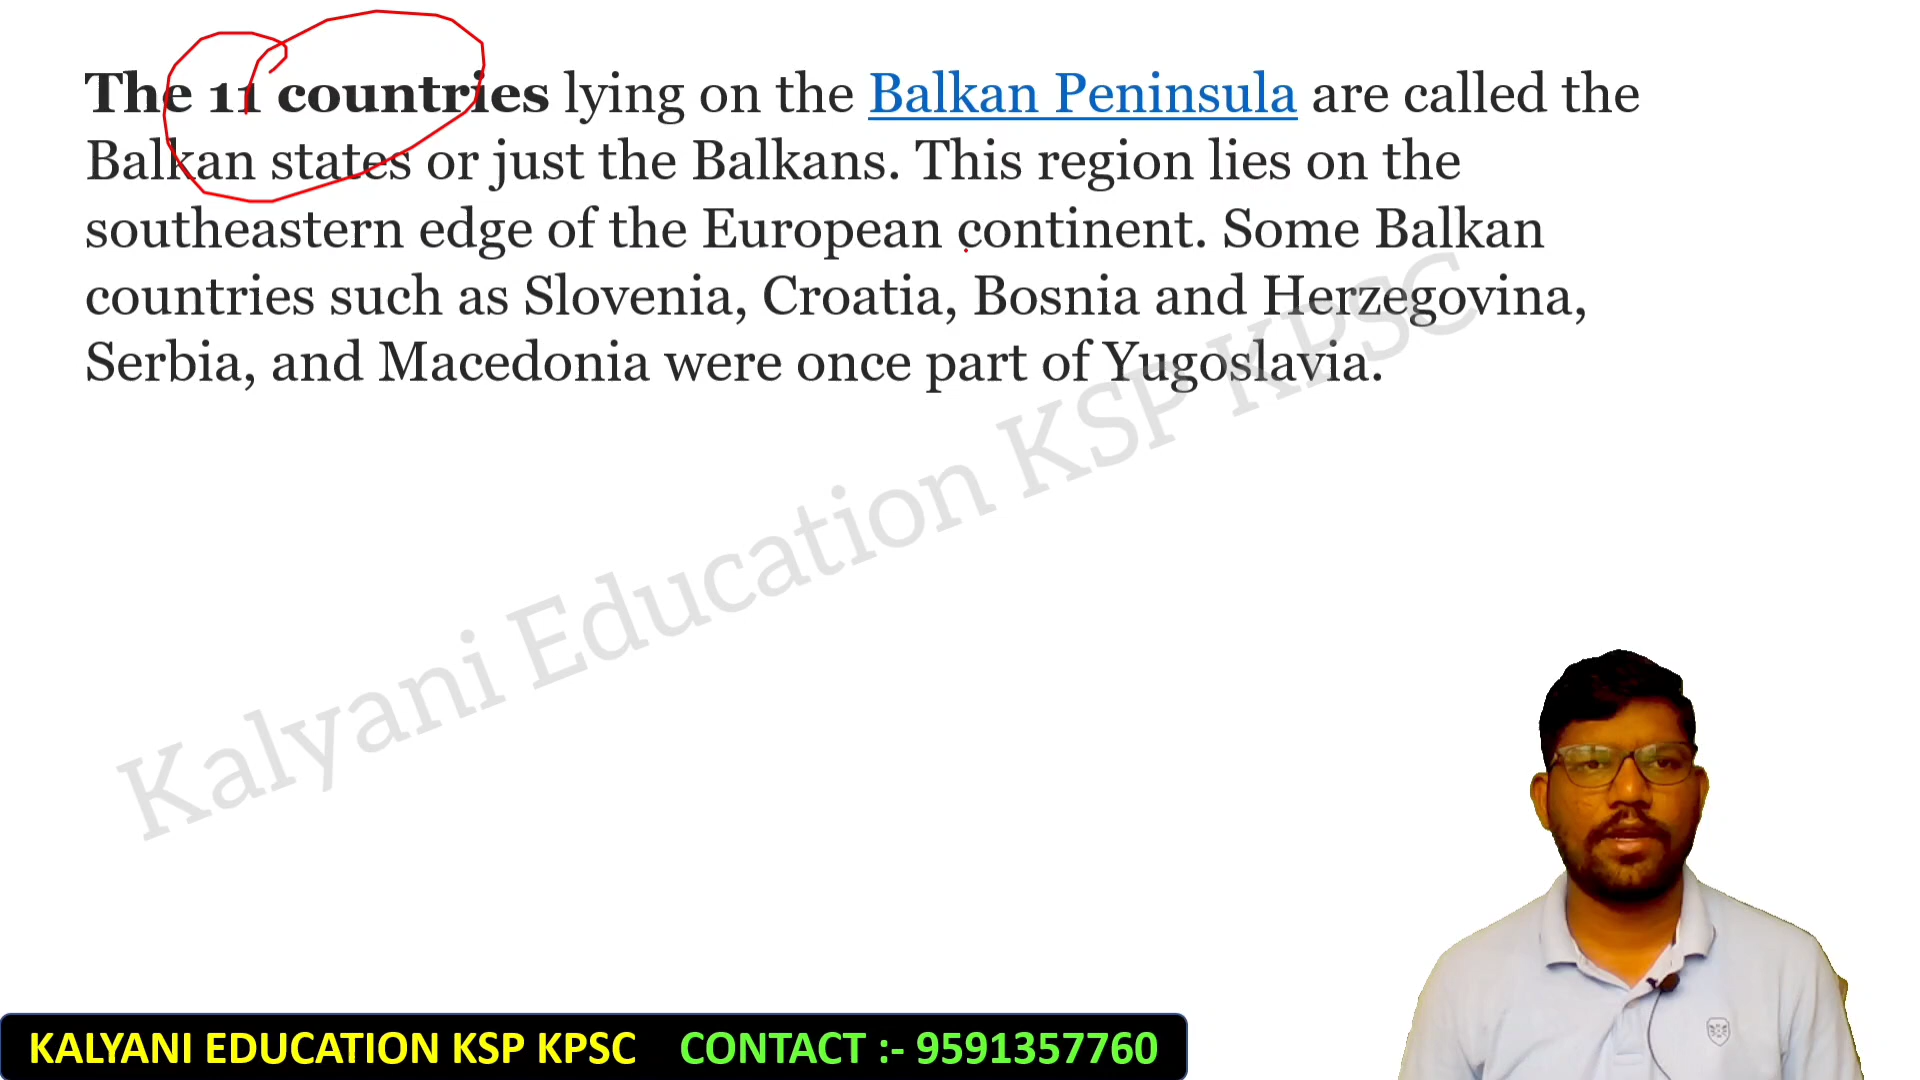 The 11 countries lying on the Balkan Peninsula are called the
Balkan states or just the Balkans. This region lies on the
southeastern edge of the European continent. Some Balkan
countries such as Slovenia, Croatia, Bosnia and Herzegovina,
Serbia, and Macedonia were once part of Yugoslavia.
Kalyani Education KSP KPSC
KALYANI EDUCATION KSP KPSC CONTACT :- 9591357760